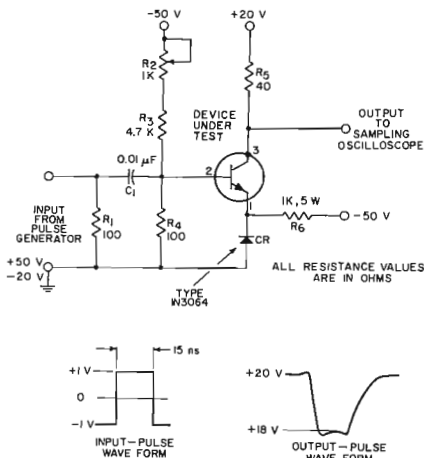 -50 V
+20 V
R2
1K
R5
40
R3
4.7 K
DEVICE
UNDER
TEST
OUTPUT
TO
SAMPLING
OSCILLOSCOPE
3
0.01 µF
2
C1
1
1K, 5 W
-50 V
R6
INPUT
FROM
PULSE
GENERATOR
R1
100
R4
100
CR
+50 V
-20 V
TYPE
IN3064
ALL RESISTANCE VALUES
ARE IN OHMS
15 ns
+1 V
0
-1 V
INPUT-PULSE
WAVE FORM
+20 V
+18 V
OUTPUT-PULSE
WAVE FORM